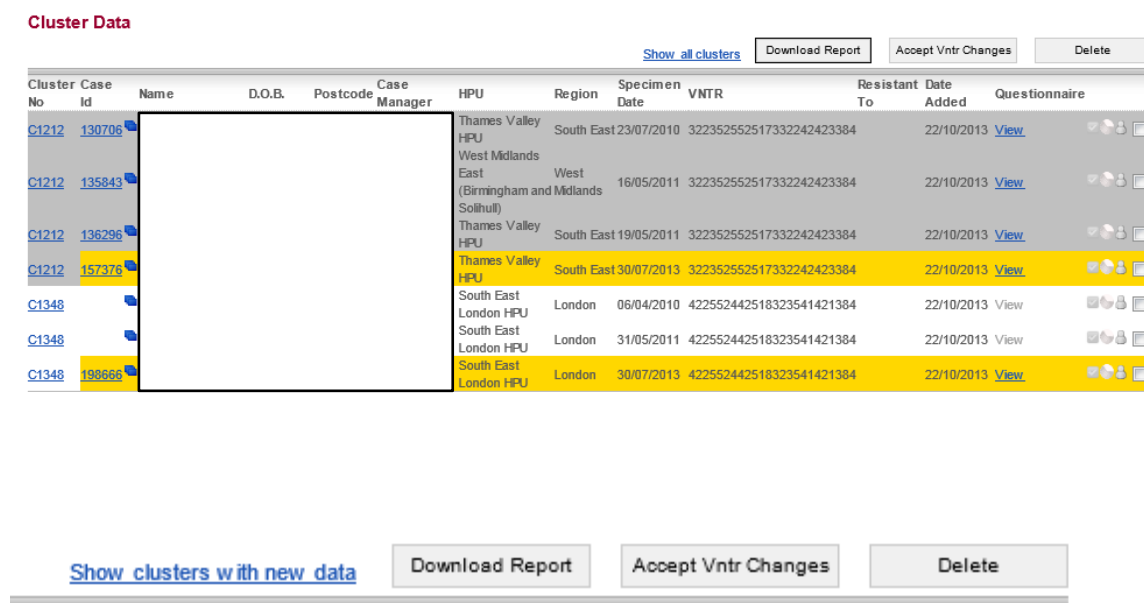 Cluster Data
Show all clusters Download Report Accept Vntr Changes Delete
Cluster No Case Id Name D.O.B. Postcode Case Manager HPU Region Specimen Date VNTR Resistant To Date Added Questionnaire
C1212 130706 Thames Valley HPU South East 23/07/2010 322352552517332242423384 22/10/2013 View
C1212 135843 West Midlands East (Birmingham and Solihull) West Midlands 16/05/2011 322352552517332242423384 22/10/2013 View
C1212 136296 Thames Valley HPU South East 19/05/2011 322352552517332242423384 22/10/2013 View
C1212 157376 Thames Valley HPU South East 30/07/2013 322352552517332242423384 22/10/2013 View
C1348 South East London HPU London 06/04/2010 422552442518323541421384 22/10/2013 View
C1348 South East London HPU London 31/05/2011 422552442518323541421384 22/10/2013 View
C1348 198666 South East London HPU London 30/07/2013 422552442518323541421384 22/10/2013 View
Show clusters with new data Download Report Accept Vntr Changes Delete